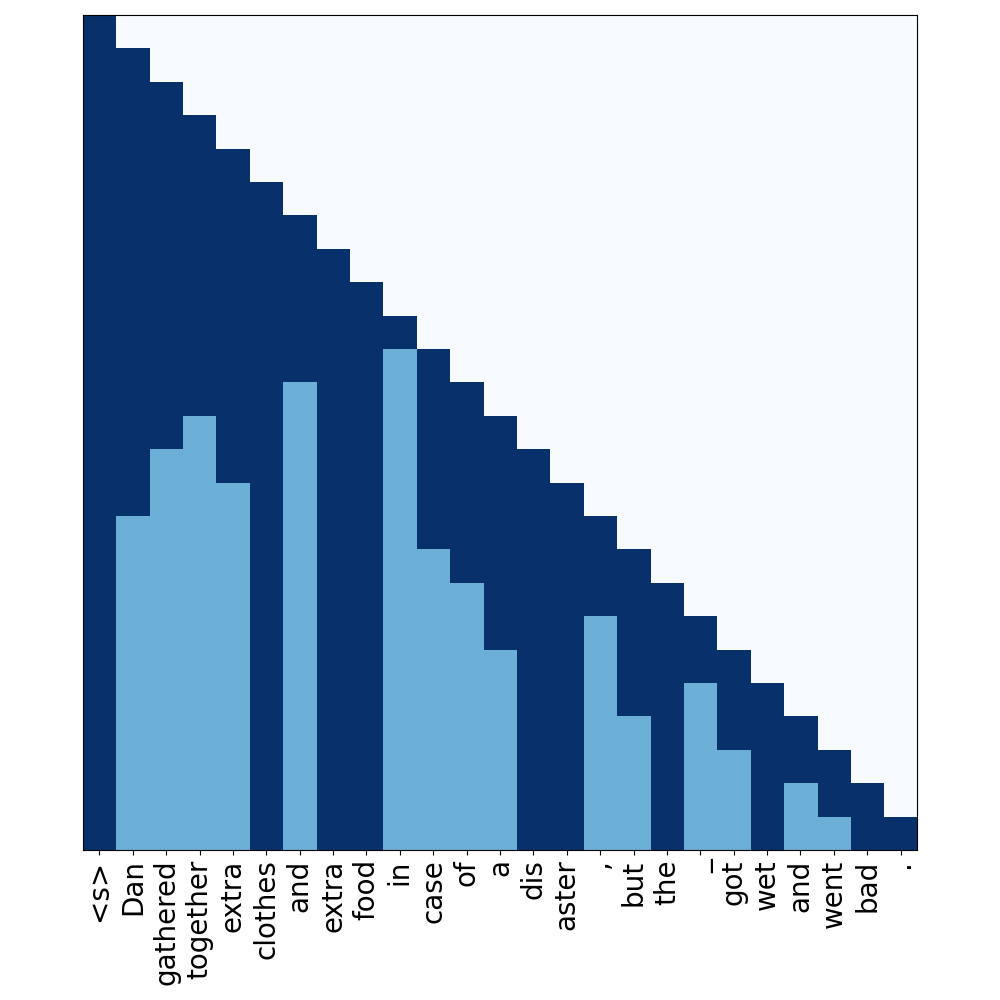 <s>
Dan
gathered
together
extra
clothes
and
extra
food
in
case
of
a
dis
aster
,
but
the
_
got
wet
and
went
bad
.